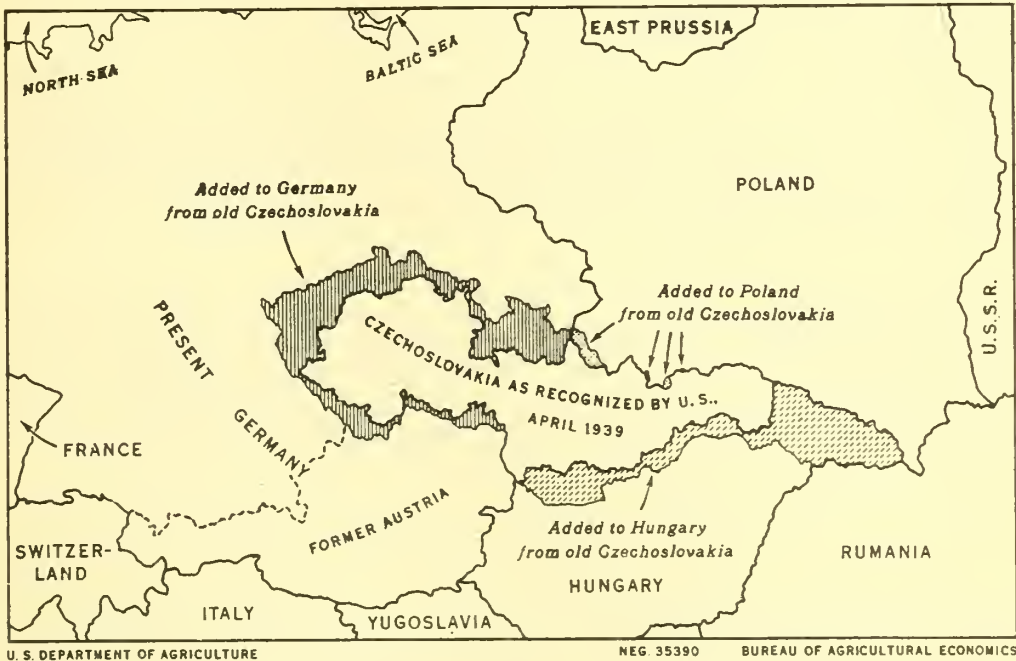 NORTH SEA
BALTIC SEA
EAST PRUSSIA
POLAND
U.S.S.R.
Added to Germany
from old Czechoslovakia
Added to Poland
from old Czechoslovakia
PRESENT
GERMANY
CZECHOSLOVAKIA AS RECOGNIZED BY U.S.,
APRIL 1939
FRANCE
FORMER AUSTRIA
Added to Hungary
from old Czechoslovakia
SWITZER-
LAND
HUNGARY
RUMANIA
ITALY
YUGOSLAVIA
U. S. DEPARTMENT OF AGRICULTURE
NEG. 35390
BUREAU OF AGRICULTURAL ECONOMICS